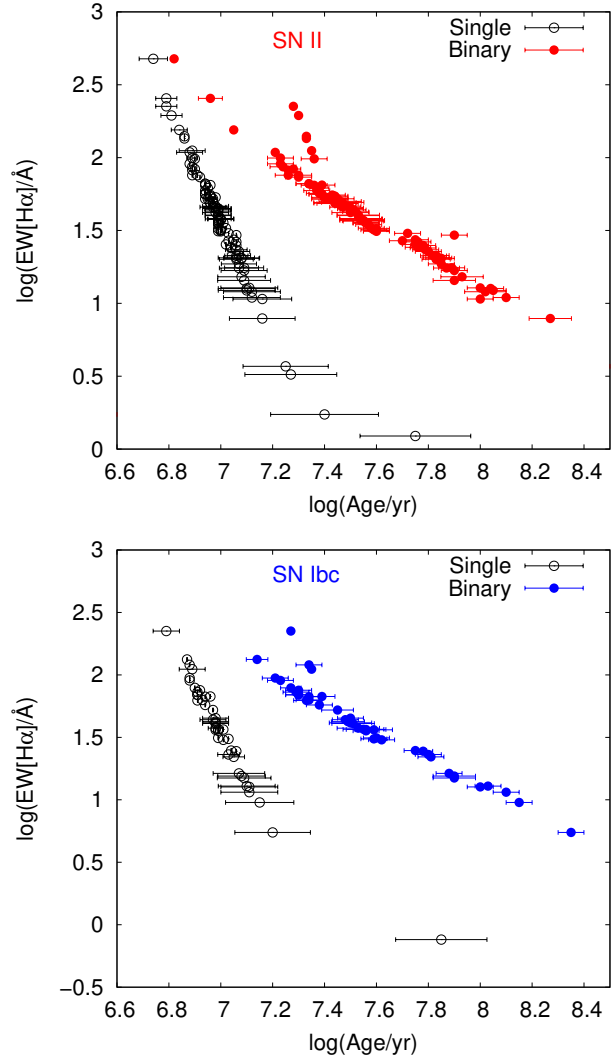 3
2.5
2
1.5
1
0.5
0
6.6 6.8 7 7.2 7.4 7.6 7.8 8 8.2 8.4
log(Age/yr)
log(EW[Hα]/Å)
SN II
Single
Binary
3
2.5
2
1.5
1
0.5
0
−0.5
6.6 6.8 7 7.2 7.4 7.6 7.8 8 8.2 8.4
log(Age/yr)
log(EW[Hα]/Å)
SN Ibc
Single
Binary